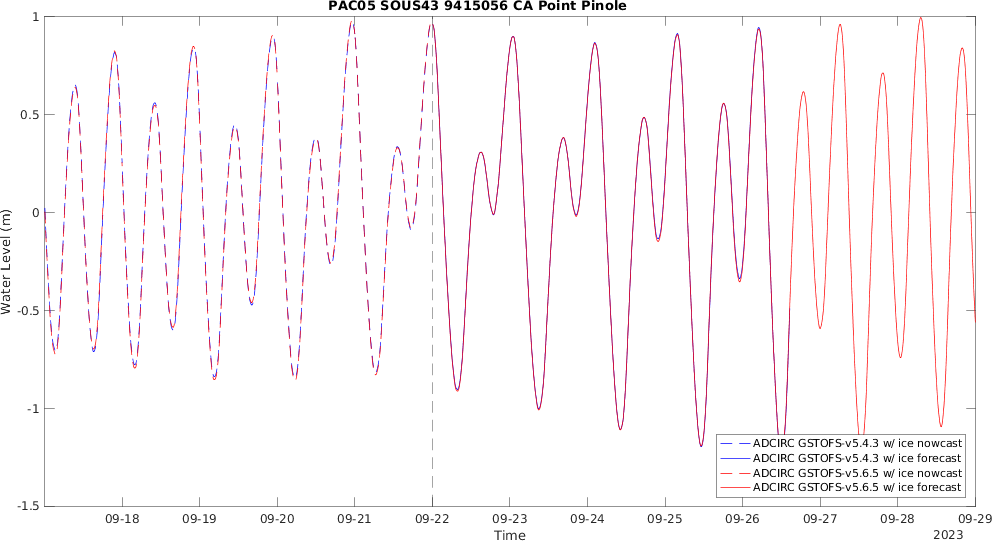 PAC05 SOUS43 9415056 CA Point Pinole
1
0.5
0
-0.5
-1
-1.5
Water Level (m)
ADCIRC GSTOFS-v5.4.3 w/ ice nowcast
ADCIRC GSTOFS-v5.4.3 w/ ice forecast
ADCIRC GSTOFS-v5.6.5 w/ ice nowcast
ADCIRC GSTOFS-v5.6.5 w/ ice forecast
09-18 09-19 09-20 09-21 09-22 09-23 09-24 09-25 09-26 09-27 09-28 09-29
Time
2023